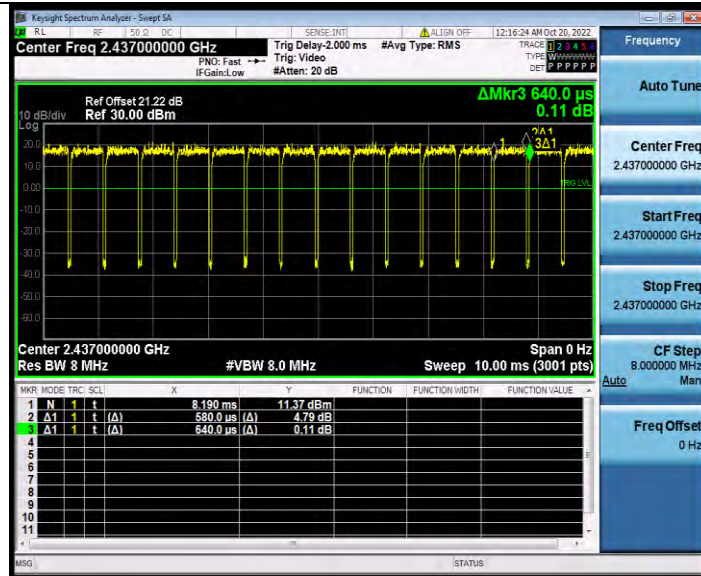 Keysight Spectrum Analyzer - Swept SA
RL RF 50 Ω DC SENSE:INT ALIGN OFF 12:16:24 AM Oct 20, 2022
Center Freq 2.437000000 GHz
PNO: Fast
IFGain:Low
Trig Delay-2.000 ms
Trig: Video
#Atten: 20 dB
#Avg Type: RMS
TRACE 1 2 3 4 5 6
TYPE
DET P P P P P P
Frequency
Auto Tune
Center Freq
2.437000000 GHz
Start Freq
2.437000000 GHz
Stop Freq
2.437000000 GHz
CF Step
8.000000 MHz
Auto Man
Freq Offset
0 Hz
ΔMkr3 640.0 µs
0.11 dB
Ref Offset 21.22 dB
10 dB/div Ref 30.00 dBm
Log
20.0
10.0
0.00
-10.0
-20.0
-30.0
-40.0
-50.0
-60.0
1
2Δ1
3Δ1
TRIG LVL
Center 2.437000000 GHz Span 0 Hz
Res BW 8 MHz #VBW 8.0 MHz Sweep 10.00 ms (3001 pts)
MKR MODE TRC SCL X Y FUNCTION FUNCTION WIDTH FUNCTION VALUE
1 N 1 t 8.190 ms 11.37 dBm
2 Δ1 1 t (Δ) 580.0 µs (Δ) 4.79 dB
3 Δ1 1 t (Δ) 640.0 µs (Δ) 0.11 dB
4
5
6
7
8
9
10
11
MSG STATUS